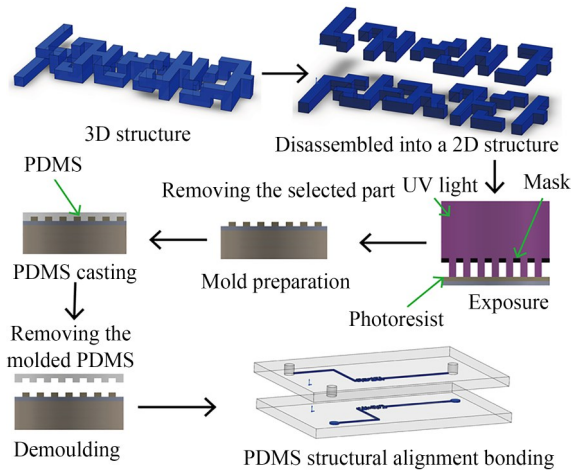 3D structure
Disassembled into a 2D structure
PDMS
Removing the selected part
UV light
Mask
PDMS casting
Mold preparation
Exposure
Photoresist
Removing the
molded PDMS
Demoulding
PDMS structural alignment bonding